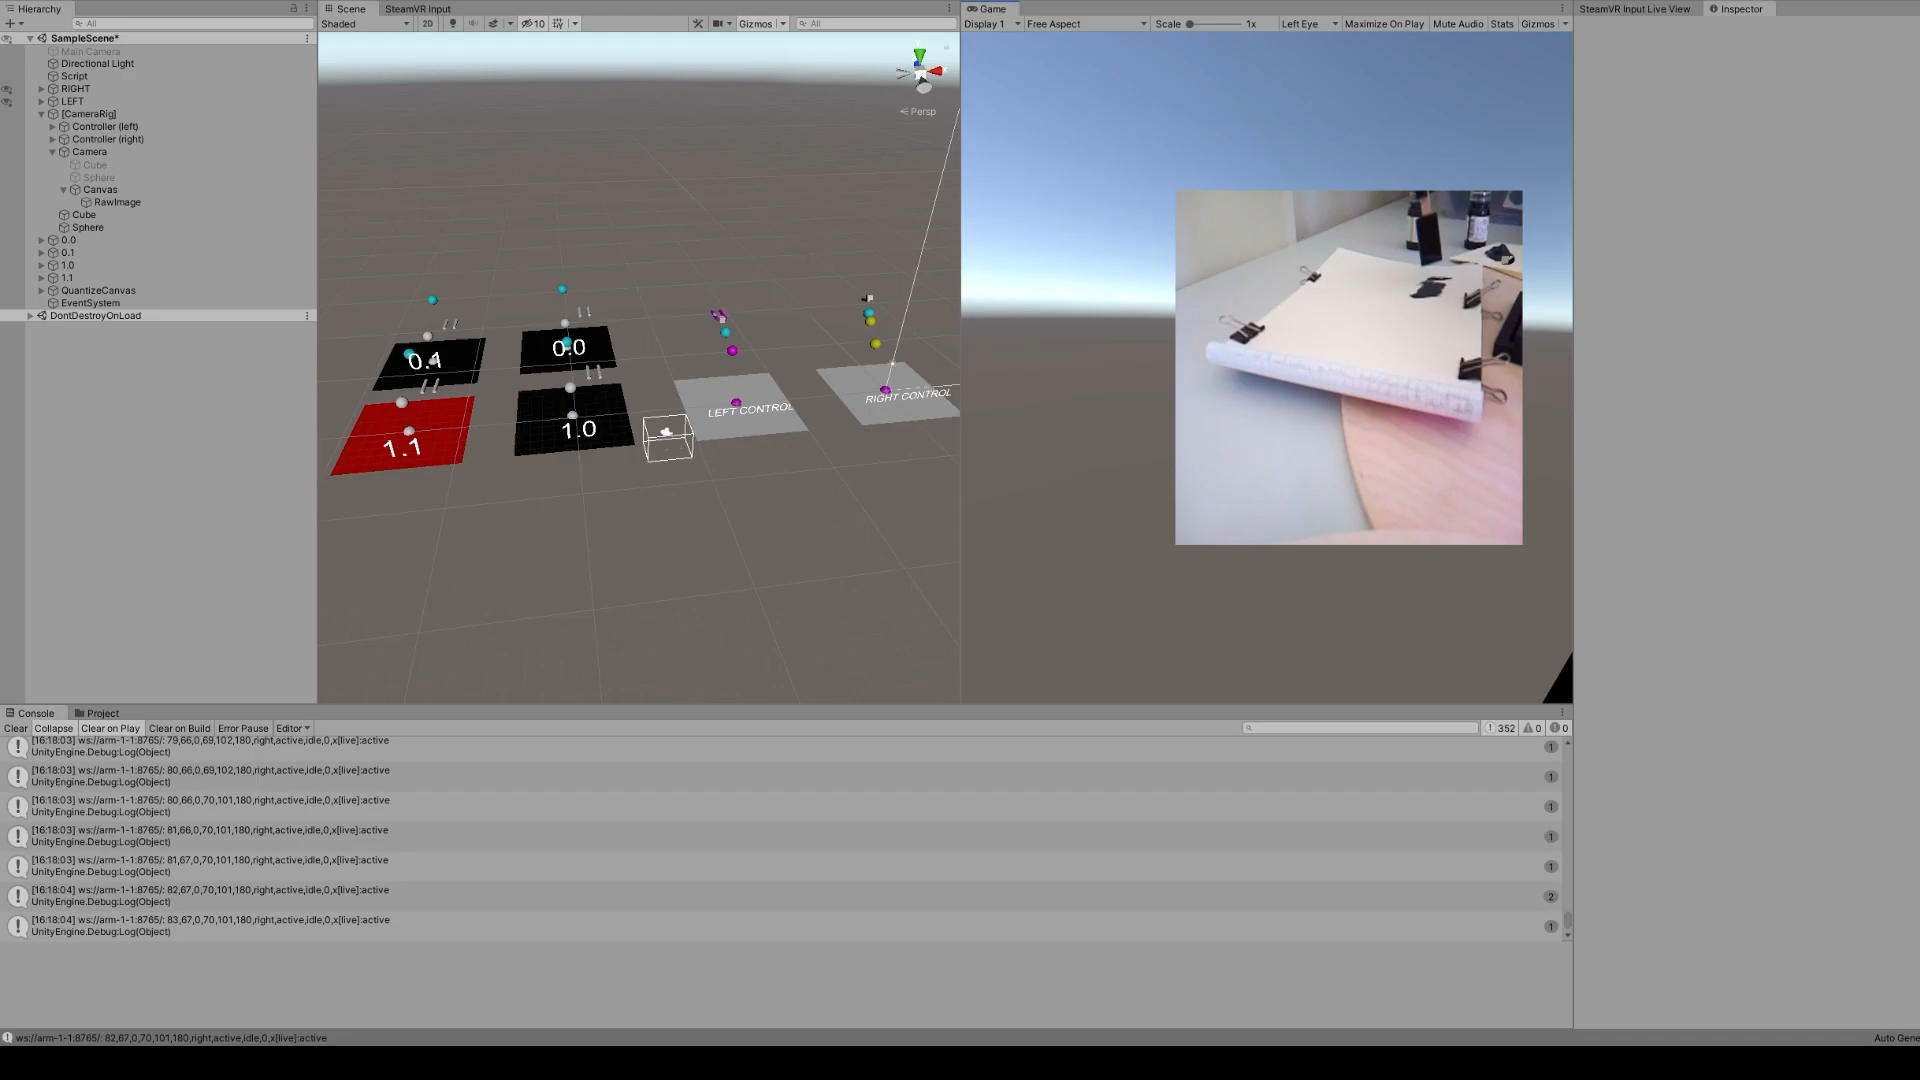 Hierarchy
All
SampleScene*
Main Camera
Directional Light
Script
RIGHT
LEFT
[CameraRig]
Controller (left)
Controller (right)
Camera
Cube
Sphere
Canvas
RawImage
Cube
Sphere
0.0
0.1
1.0
1.1
QuantizeCanvas
EventSystem
DontDestroyOnLoad
Scene
SteamVR Input
Shaded
2D
10
Gizmos
All
Persp
0.1
0.0
1.1
1.0
LEFT CONTROL
RIGHT CONTROL
Game
Display 1
Free Aspect
Scale
1x
Left Eye
Maximize On Play
Mute Audio
Stats
Gizmos
SteamVR Input Live View
Inspector
Console
Project
Clear
Collapse
Clear on Play
Clear on Build
Error Pause
Editor
352
0
0
[16:18:03] ws://arm-1-1:8765/: 79,66,0,69,102,180,right,active,idle,0,x[live]:active
UnityEngine.Debug:Log(Object)
1
[16:18:03] ws://arm-1-1:8765/: 80,66,0,69,102,180,right,active,idle,0,x[live]:active
UnityEngine.Debug:Log(Object)
1
[16:18:03] ws://arm-1-1:8765/: 80,66,0,70,101,180,right,active,idle,0,x[live]:active
UnityEngine.Debug:Log(Object)
1
[16:18:03] ws://arm-1-1:8765/: 81,66,0,70,101,180,right,active,idle,0,x[live]:active
UnityEngine.Debug:Log(Object)
1
[16:18:03] ws://arm-1-1:8765/: 81,67,0,70,101,180,right,active,idle,0,x[live]:active
UnityEngine.Debug:Log(Object)
1
[16:18:04] ws://arm-1-1:8765/: 82,67,0,70,101,180,right,active,idle,0,x[live]:active
UnityEngine.Debug:Log(Object)
2
[16:18:04] ws://arm-1-1:8765/: 83,67,0,70,101,180,right,active,idle,0,x[live]:active
UnityEngine.Debug:Log(Object)
1
ws://arm-1-1:8765/: 82,67,0,70,101,180,right,active,idle,0,x[live]:active
Auto Gene